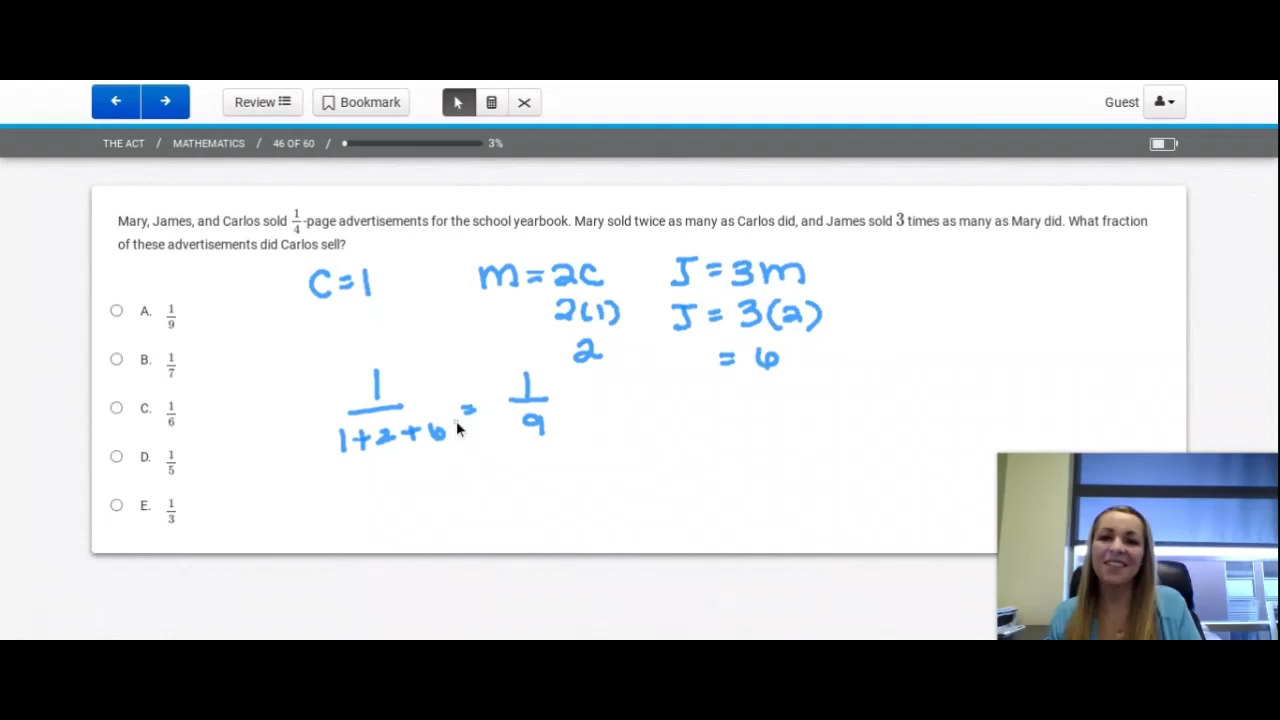 Review Bookmark Guest
THE ACT / MATHEMATICS / 46 OF 60 / 3%
Mary, James, and Carlos sold 1/4-page advertisements for the school yearbook. Mary sold twice as many as Carlos did, and James sold 3 times as many as Mary did. What fraction
of these advertisements did Carlos sell?
C = 1 m = 2c J = 3m
A. 1/9 2(1) J = 3(2)
2 = 6
B. 1/7
1/(1+2+6) = 1/9
C. 1/6
D. 1/5
E. 1/3